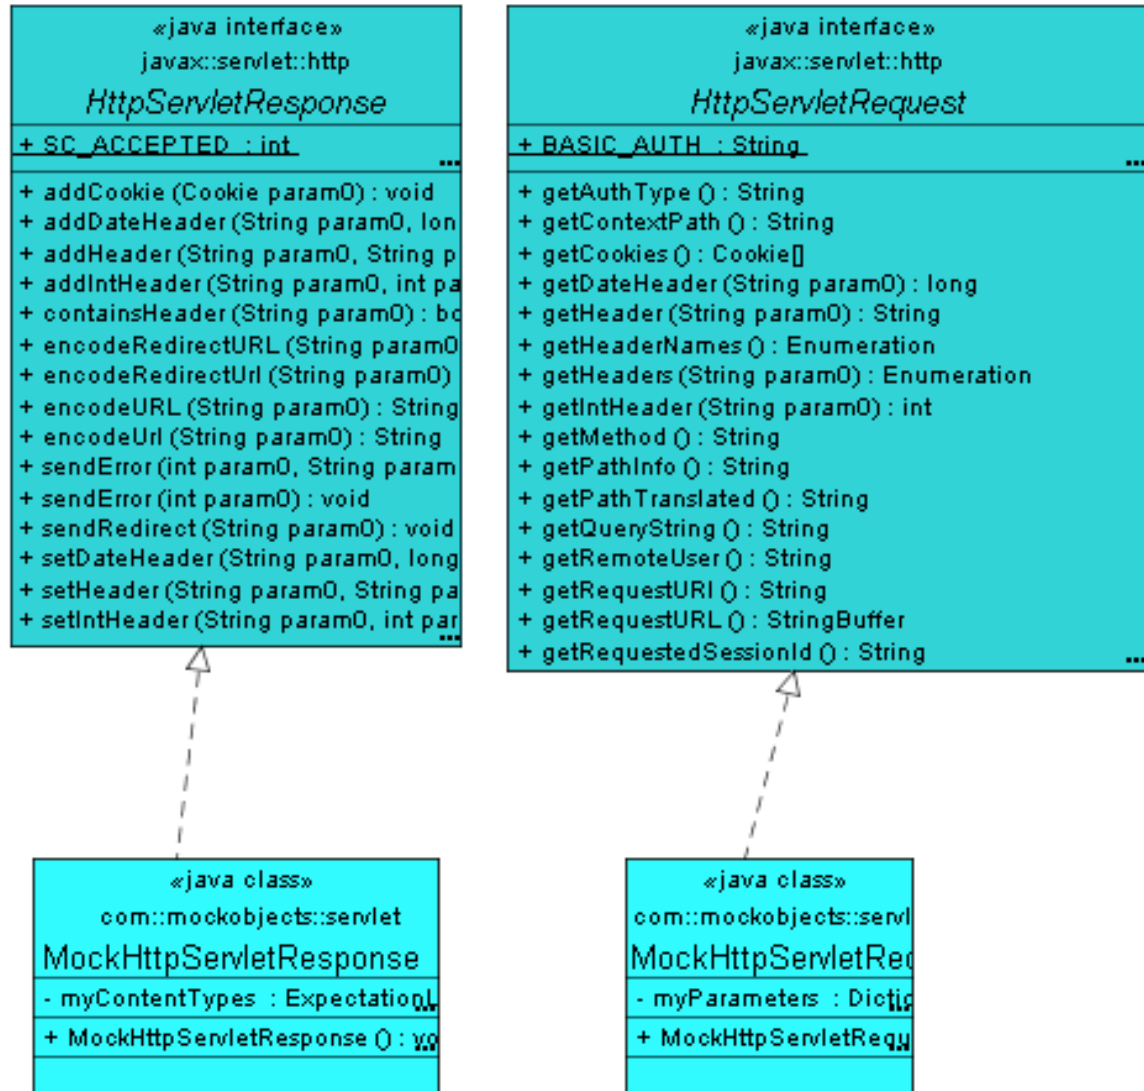 «java interface»
javax::servlet::http
HttpServletResponse
+ SC_ACCEPTED : int
...
+ addCookie (Cookie param0) : void
+ addDateHeader (String param0, lon
+ addHeader (String param0, String p
+ addIntHeader (String param0, int pa
+ containsHeader (String param0) : bo
+ encodeRedirectURL (String param0
+ encodeRedirectUrl (String param0)
+ encodeURL (String param0) : String
+ encodeUrl (String param0) : String
+ sendError (int param0, String param
+ sendError (int param0) : void
+ sendRedirect (String param0) : void
+ setDateHeader (String param0, long
+ setHeader (String param0, String pa
+ setIntHeader (String param0, int par
...
«java interface»
javax::servlet::http
HttpServletRequest
+ BASIC_AUTH : String
...
+ getAuthType () : String
+ getContextPath () : String
+ getCookies () : Cookie[]
+ getDateHeader (String param0) : long
+ getHeader (String param0) : String
+ getHeaderNames () : Enumeration
+ getHeaders (String param0) : Enumeration
+ getIntHeader (String param0) : int
+ getMethod () : String
+ getPathInfo () : String
+ getPathTranslated () : String
+ getQueryString () : String
+ getRemoteUser () : String
+ getRequestURI () : String
+ getRequestURL () : StringBuffer
+ getRequestedSessionId () : String
...
«java class»
com::mockobjects::servlet
MockHttpServletResponse
- myContentTypes : ExpectationL
...
+ MockHttpServletResponse () : vo
...
«java class»
com::mockobjects::servl
MockHttpServletReq
- myParameters : Dictio
...
+ MockHttpServletRequ
...